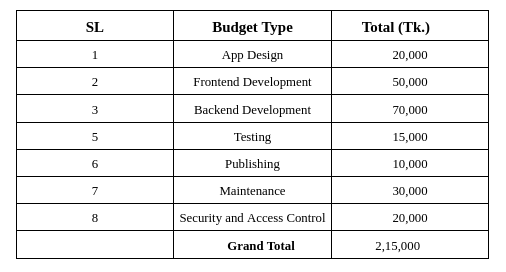 SL Budget Type Total (Tk.)
1 App Design 20,000
2 Frontend Development 50,000
3 Backend Development 70,000
5 Testing 15,000
6 Publishing 10,000
7 Maintenance 30,000
8 Security and Access Control 20,000
Grand Total 2,15,000